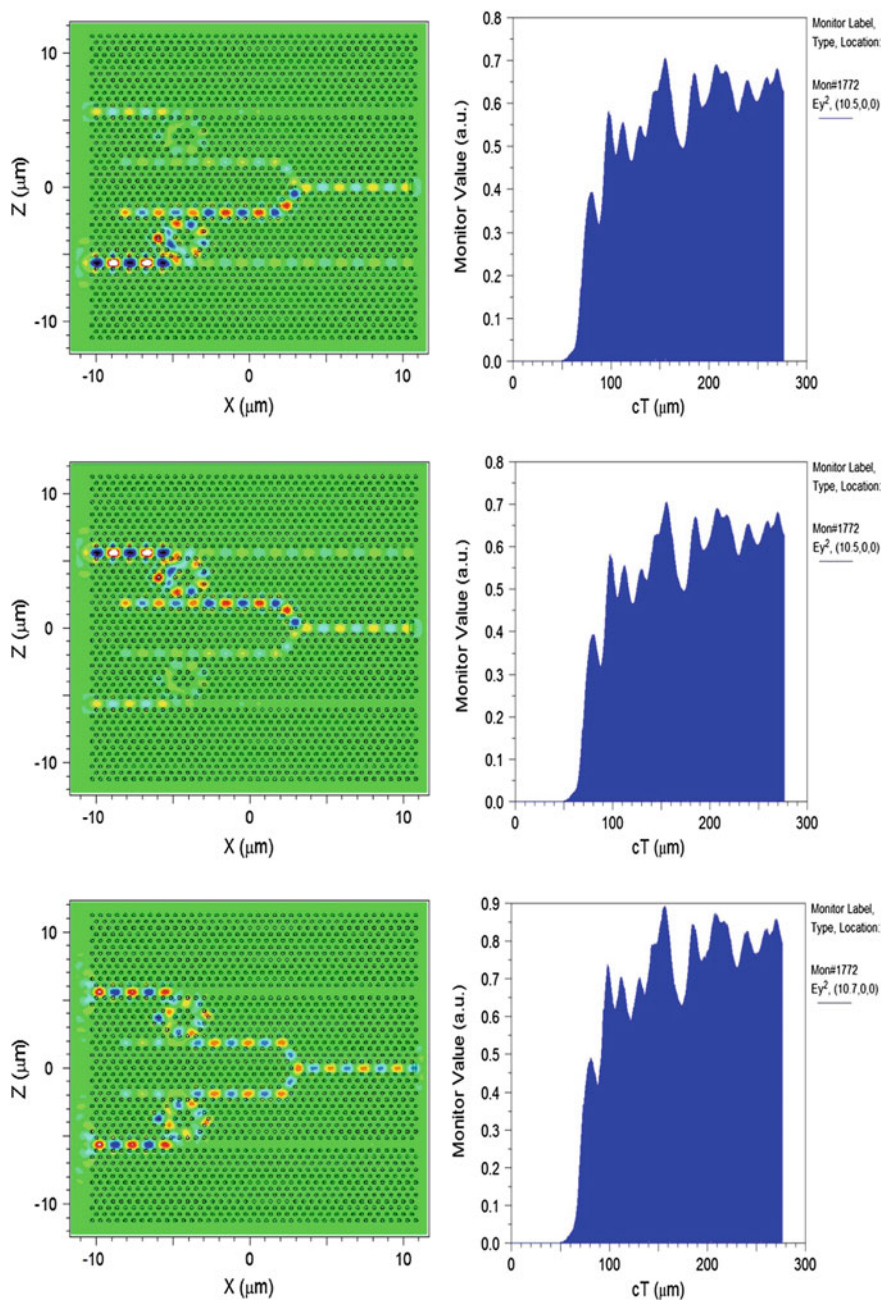 10
0
-10
Z (μm)
-10
0
10
X (μm)
0.8
0.7
0.6
0.5
0.4
0.3
0.2
0.1
0.0
Monitor Value (a.u.)
0
100
200
300
cT (μm)
Monitor Label,
Type, Location:
Mon#1772
Ey², (10.5,0,0)
10
0
-10
Z (μm)
-10
0
10
X (μm)
0.8
0.7
0.6
0.5
0.4
0.3
0.2
0.1
0.0
Monitor Value (a.u.)
0
100
200
300
cT (μm)
Monitor Label,
Type, Location:
Mon#1772
Ey², (10.5,0,0)
10
0
-10
Z (μm)
-10
0
10
X (μm)
0.9
0.8
0.7
0.6
0.5
0.4
0.3
0.2
0.1
0.0
Monitor Value (a.u.)
0
100
200
300
cT (μm)
Monitor Label,
Type, Location:
Mon#1772
Ey², (10.7,0,0)